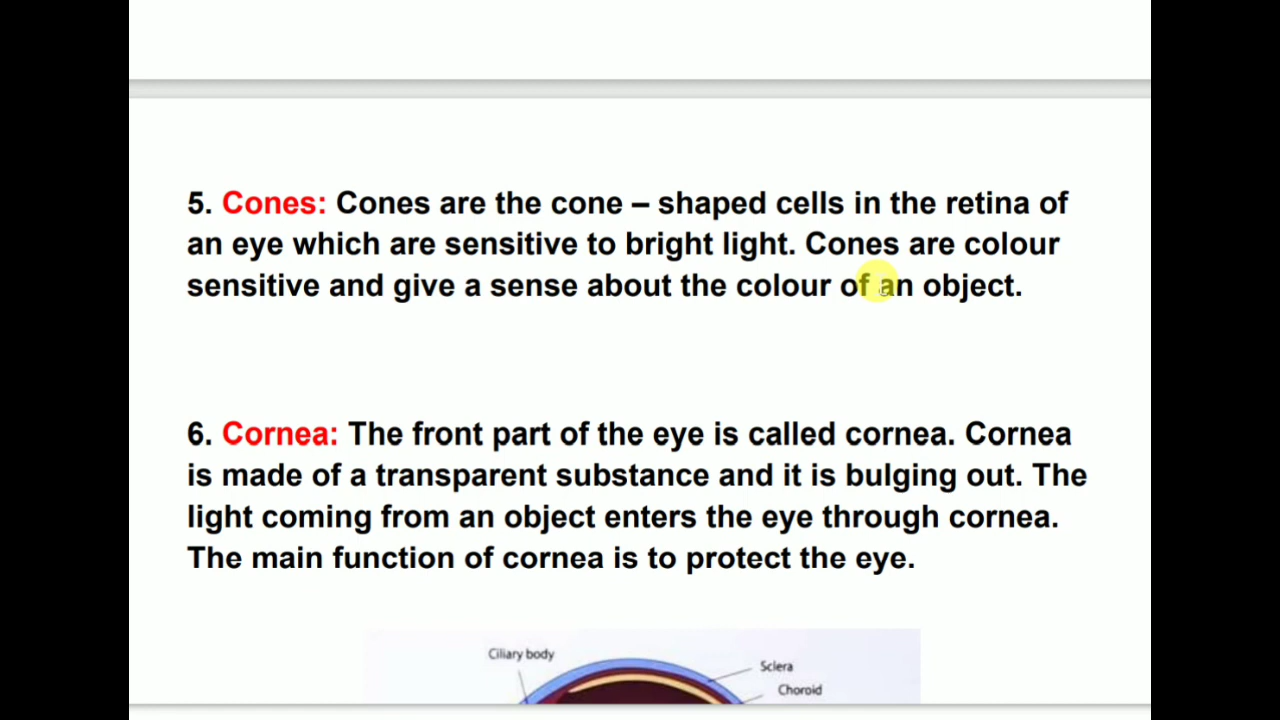 5. Cones: Cones are the cone – shaped cells in the retina of
an eye which are sensitive to bright light. Cones are colour
sensitive and give a sense about the colour of an object.
6. Cornea: The front part of the eye is called cornea. Cornea
is made of a transparent substance and it is bulging out. The
light coming from an object enters the eye through cornea.
The main function of cornea is to protect the eye.
Ciliary body
Sclera
Choroid